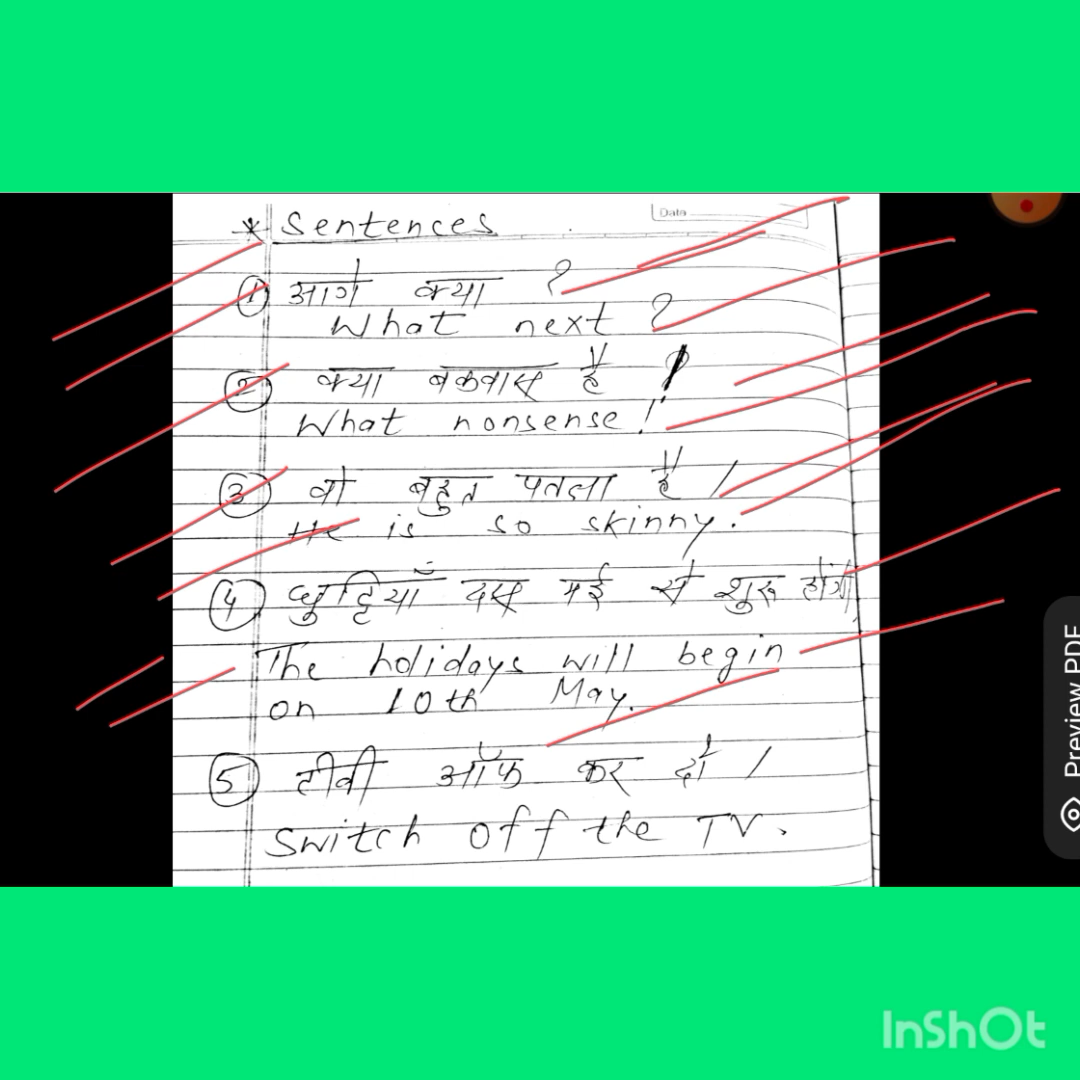 Data
* Sentences
① आगे क्या ?
What next ?
② क्या बकवास है !
What nonsense !
③ वो बहुत पतला है ।
He is so skinny.
④ छुट्टियाँ दस मई से शुरू होंगी
The holidays will begin
on 10th May.
⑤ टीवी ऑफ कर दो ।
Switch off the TV.
Preview PDF
InShOt